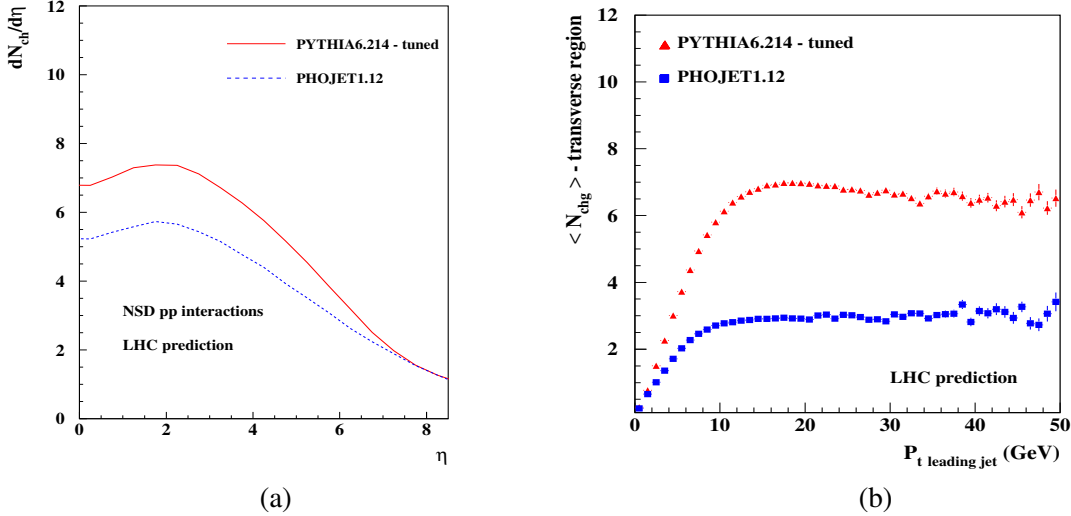 dN_ch/dη
12
10
8
6
4
2
0
PYTHIA6.214 - tuned
PHOJET1.12
NSD pp interactions
LHC prediction
0 2 4 6 8
η
(a)
< N_chg > - transverse region
12
10
8
6
4
2
PYTHIA6.214 - tuned
PHOJET1.12
LHC prediction
0 10 20 30 40 50
P_t leading jet (GeV)
(b)